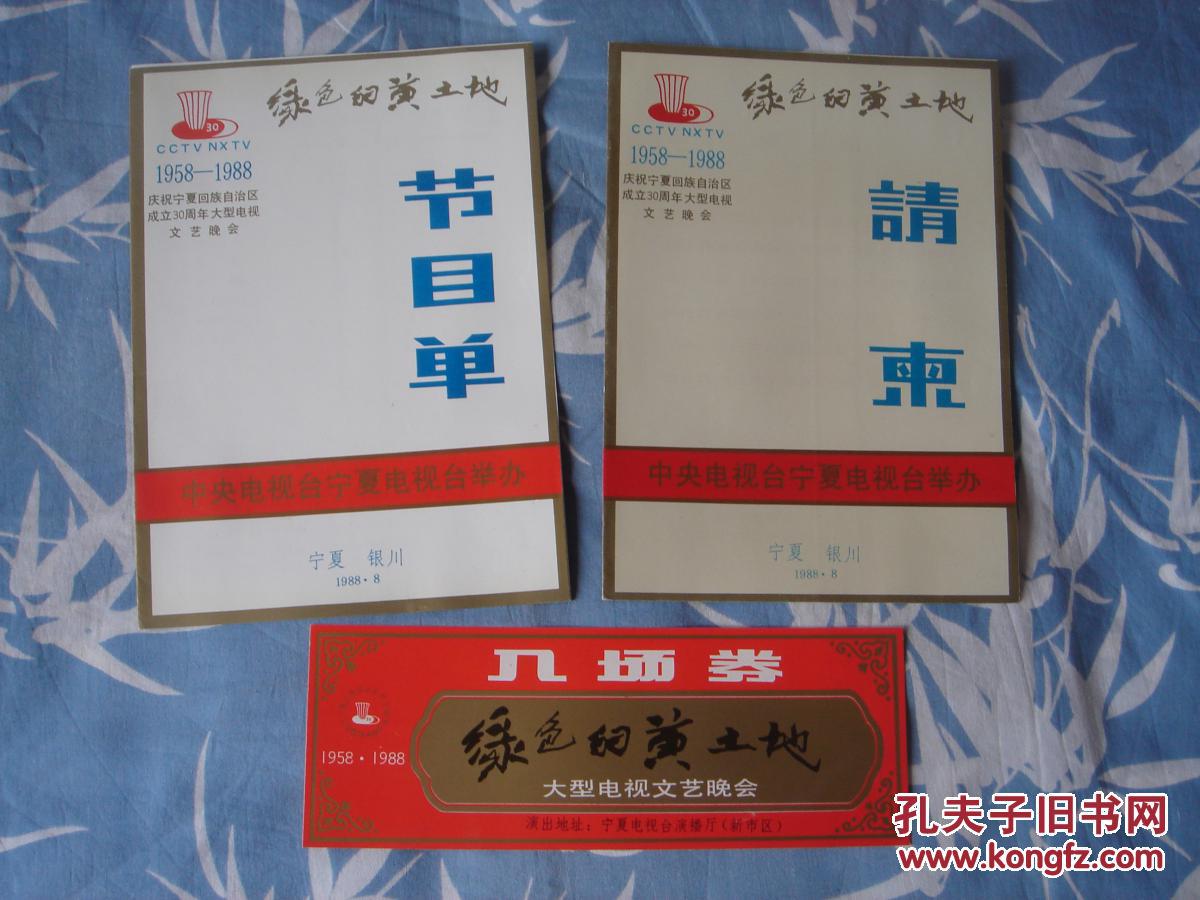 绿色的黄土地
30
CCTV NXTV
1958—1988
庆祝宁夏回族自治区
成立30周年大型电视
文艺晚会
节目单
中央电视台宁夏电视台举办
宁夏 银川
1988·8
绿色的黄土地
30
CCTV NXTV
1958—1988
庆祝宁夏回族自治区
成立30周年大型电视
文艺晚会
請柬
中央电视台宁夏电视台举办
宁夏 银川
1988·8
入场券
30
1958·1988
绿色的黄土地
大型电视文艺晚会
演出地址：宁夏电视台演播厅（新市区）
孔夫子旧书网
www.kongfz.com